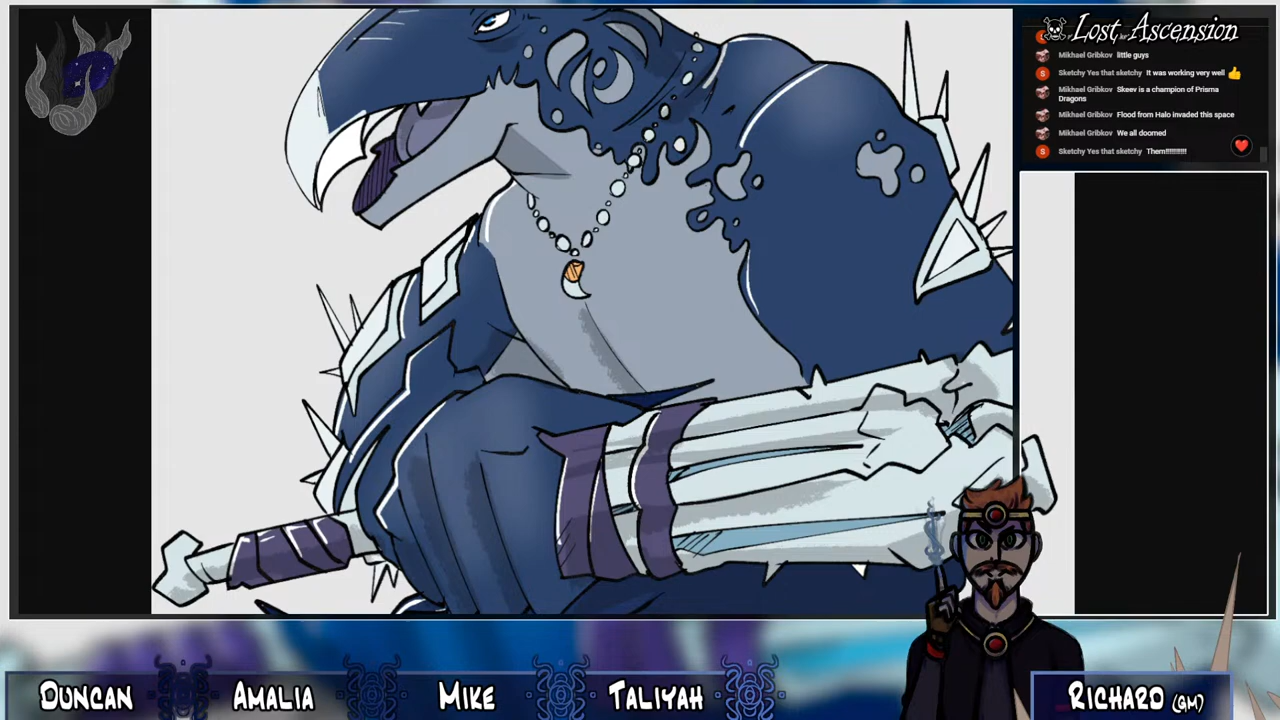 Lost Ascension
Mikhael Gribkov little guys
Sketchy Yes that sketchy It was working very well 👍
Mikhael Gribkov Skeev is a champion of Prisma
Dragons
Mikhael Gribkov Flood from Halo invaded this space
Mikhael Gribkov We all doomed
Sketchy Yes that sketchy Them!!!!!!!!!!!
DUNCAN
AMALIA
MIKE
TALIYAH
RICHARD (GM)